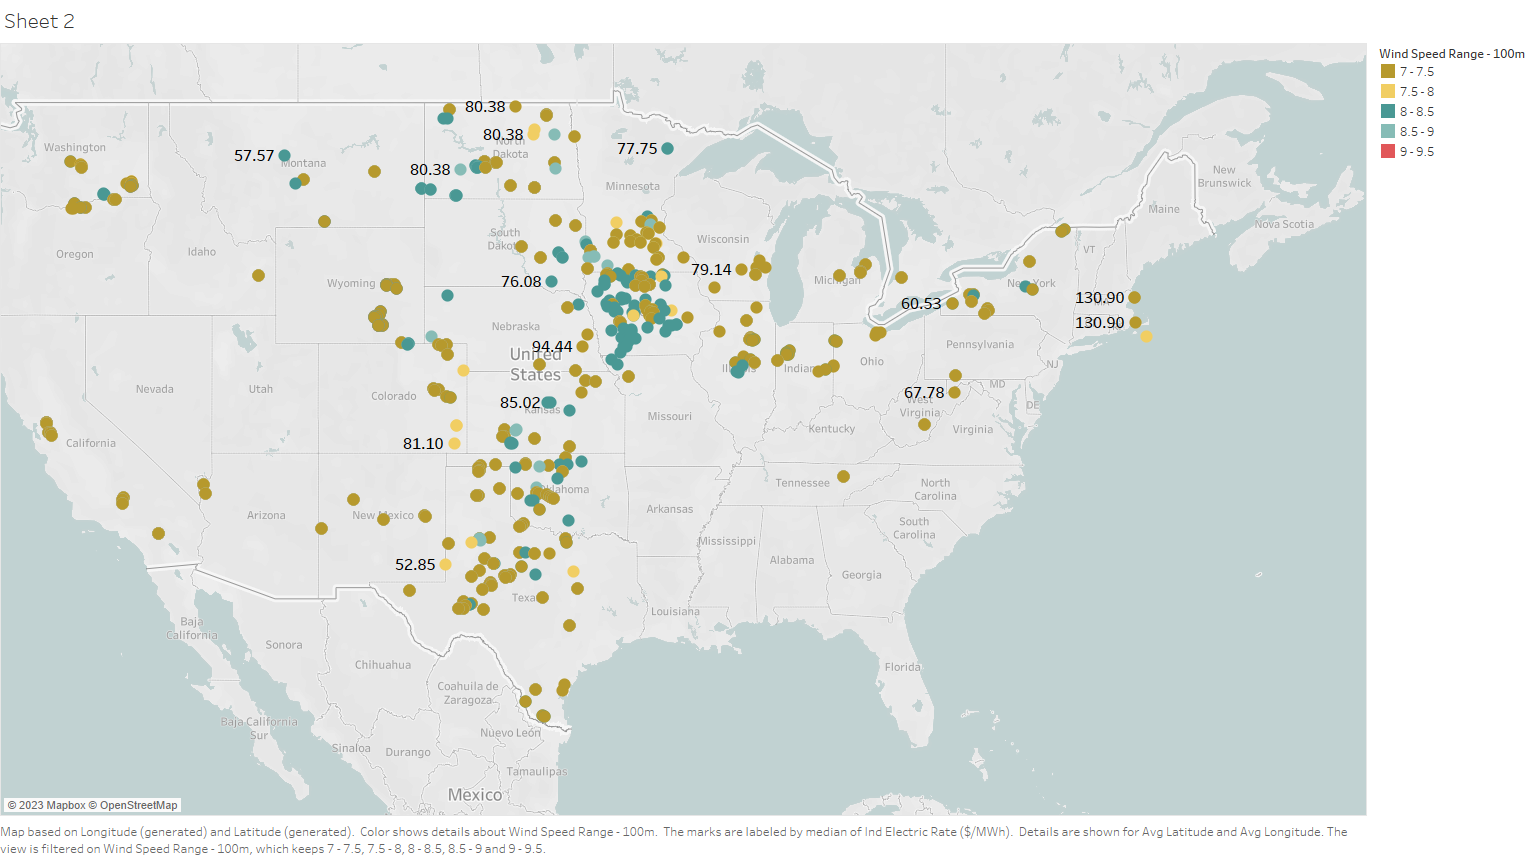 Sheet 2
Wind Speed Range - 100m
7 - 7.5
7.5 - 8
8 - 8.5
8.5 - 9
9 - 9.5
80.38
80.38
North
Dakota
77.75
57.57
Montana
80.38
Washington
Minnesota
New
Brunswick
Maine
Nova Scotia
Oregon
Idaho
South
Dakota
Wisconsin
VT
79.14
Michigan
Wyoming
76.08
New York
60.53
130.90
130.90
Nebraska
94.44
United
States
Pennsylvania
NJ
Ohio
Indiana
Nevada
Utah
Colorado
67.78
MD
DE
West
Virginia
Virginia
85.02
Kansas
Missouri
Kentucky
California
81.10
Tennessee
North
Carolina
Oklahoma
Arkansas
Arizona
New Mexico
South
Carolina
Mississippi
Alabama
Georgia
52.85
Texas
Louisiana
Baja
California
Sonora
Chihuahua
Florida
Coahuila de
Zaragoza
Baja California
Sur
Nuevo León
Sinaloa
Durango
Tamaulipas
Mexico
© 2023 Mapbox © OpenStreetMap
Map based on Longitude (generated) and Latitude (generated).  Color shows details about Wind Speed Range - 100m.  The marks are labeled by median of Ind Electric Rate ($/MWh).  Details are shown for Avg Latitude and Avg Longitude. The
view is filtered on Wind Speed Range - 100m, which keeps 7 - 7.5, 7.5 - 8, 8 - 8.5, 8.5 - 9 and 9 - 9.5.